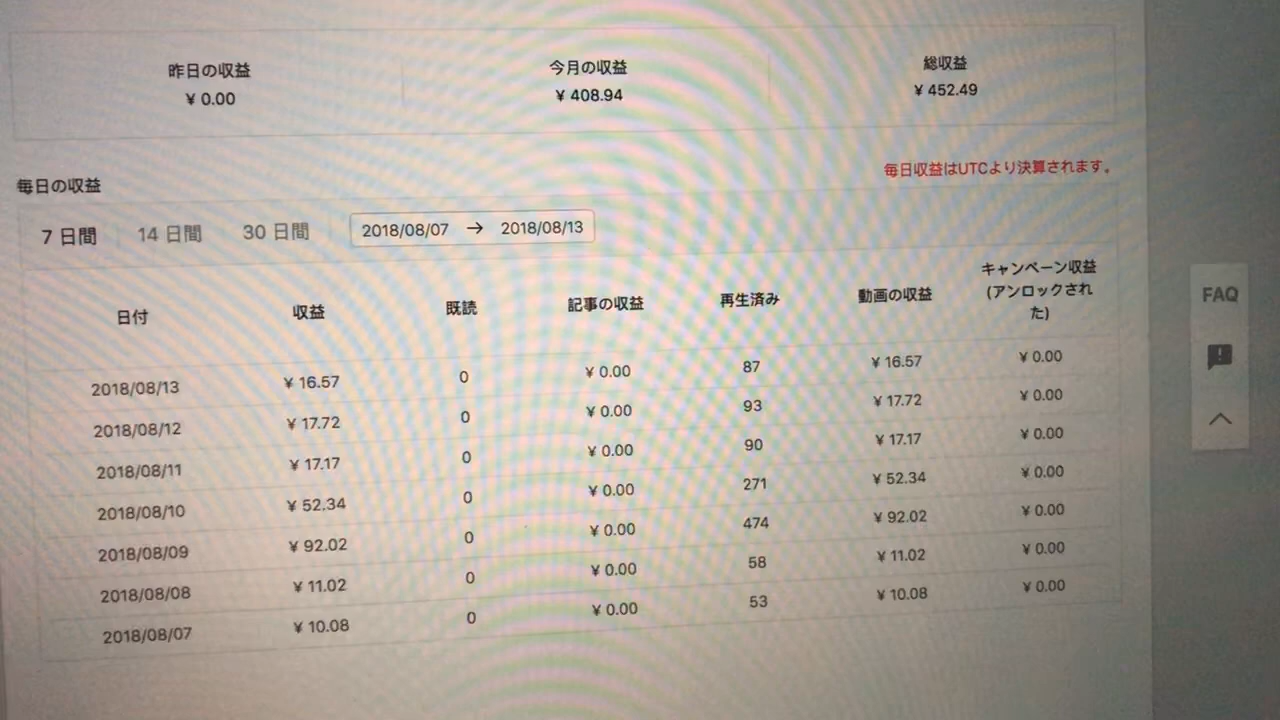 昨日の収益 今月の収益 総収益
¥ 0.00 ¥ 408.94 ¥ 452.49
毎日の収益 毎日収益はUTCより決算されます。
7 日間 14 日間 30 日間 2018/08/07 → 2018/08/13
日付 収益 既読 記事の収益 再生済み 動画の収益 キャンペーン収益
(アンロックされ
た)
2018/08/13 ¥ 16.57 0 ¥ 0.00 87 ¥ 16.57 ¥ 0.00
2018/08/12 ¥ 17.72 0 ¥ 0.00 93 ¥ 17.72 ¥ 0.00
2018/08/11 ¥ 17.17 0 ¥ 0.00 90 ¥ 17.17 ¥ 0.00
2018/08/10 ¥ 52.34 0 ¥ 0.00 271 ¥ 52.34 ¥ 0.00
2018/08/09 ¥ 92.02 0 ¥ 0.00 474 ¥ 92.02 ¥ 0.00
2018/08/08 ¥ 11.02 0 ¥ 0.00 58 ¥ 11.02 ¥ 0.00
2018/08/07 ¥ 10.08 0 ¥ 0.00 53 ¥ 10.08 ¥ 0.00
FAQ